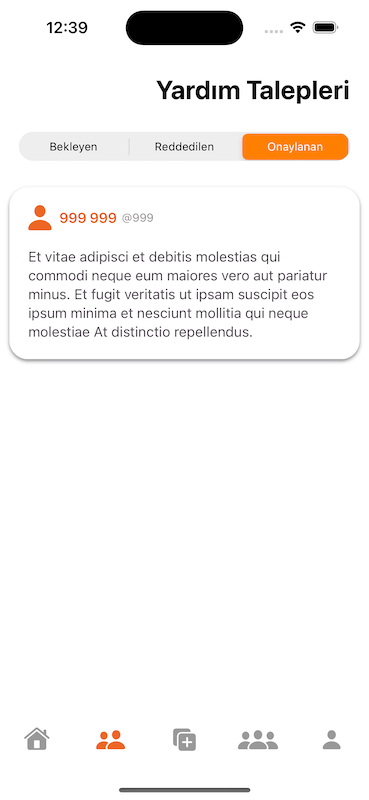 12:39
Yardım Talepleri
Bekleyen Reddedilen Onaylanan
999 999 @999
Et vitae adipisci et debitis molestias qui
commodi neque eum maiores vero aut pariatur
minus. Et fugit veritatis ut ipsam suscipit eos
ipsum minima et nesciunt mollitia qui neque
molestiae At distinctio repellendus.